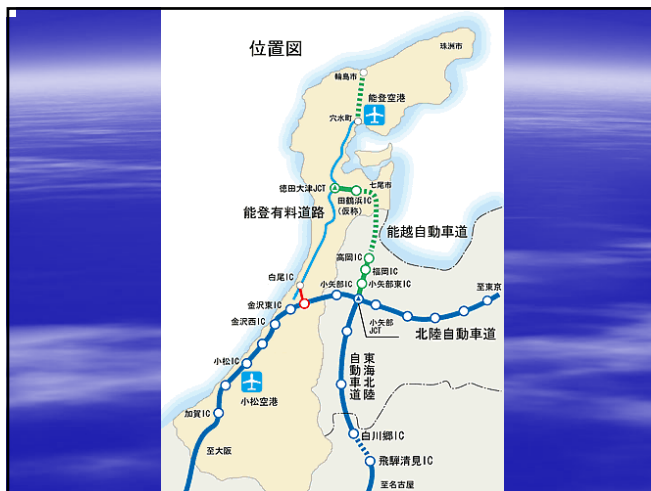 位置図
珠洲市
輪島市
能登空港
穴水町
徳田大津JCT
七尾市
田鶴浜IC
(仮称)
能登有料道路
能越自動車道
高岡IC
福岡IC
白尾IC
小矢部IC
小矢部東IC
至東京
金沢東IC
金沢西IC
小矢部
JCT
北陸自動車道
小松IC
東海北陸
自動車道
小松空港
加賀IC
白川郷IC
至大阪
飛騨清見IC
至名古屋